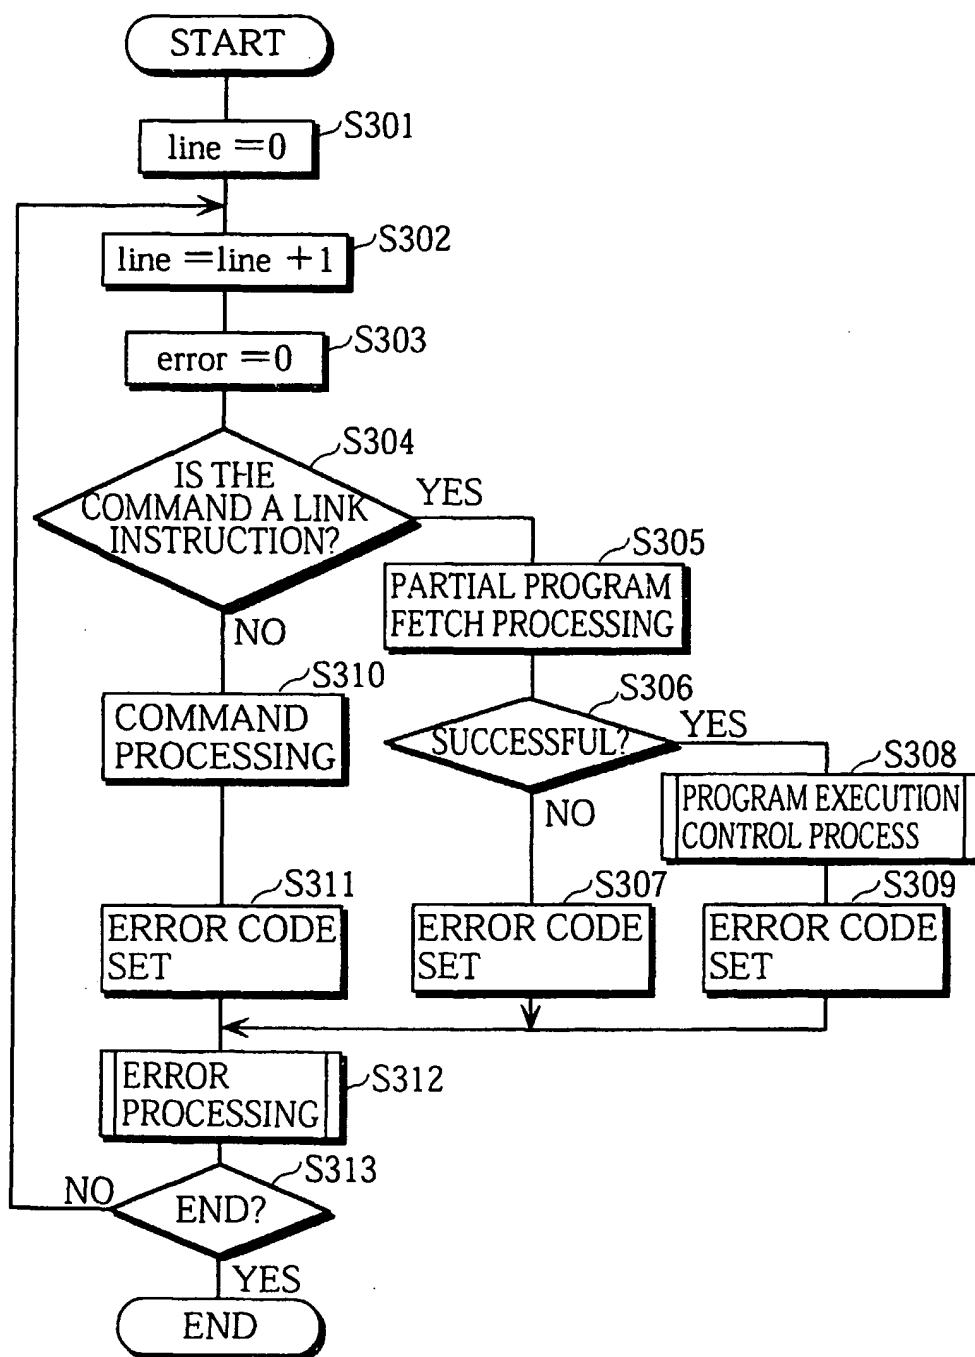 START
S301
line =0
S302
line =line +1
S303
error =0
S304
IS THE
COMMAND A LINK
INSTRUCTION?
YES
NO
S305
PARTIAL PROGRAM
FETCH PROCESSING
S306
SUCCESSFUL?
YES
NO
S310
COMMAND
PROCESSING
S308
PROGRAM EXECUTION
CONTROL PROCESS
S311
ERROR CODE
SET
S307
ERROR CODE
SET
S309
ERROR CODE
SET
S312
ERROR
PROCESSING
S313
END?
NO
YES
END